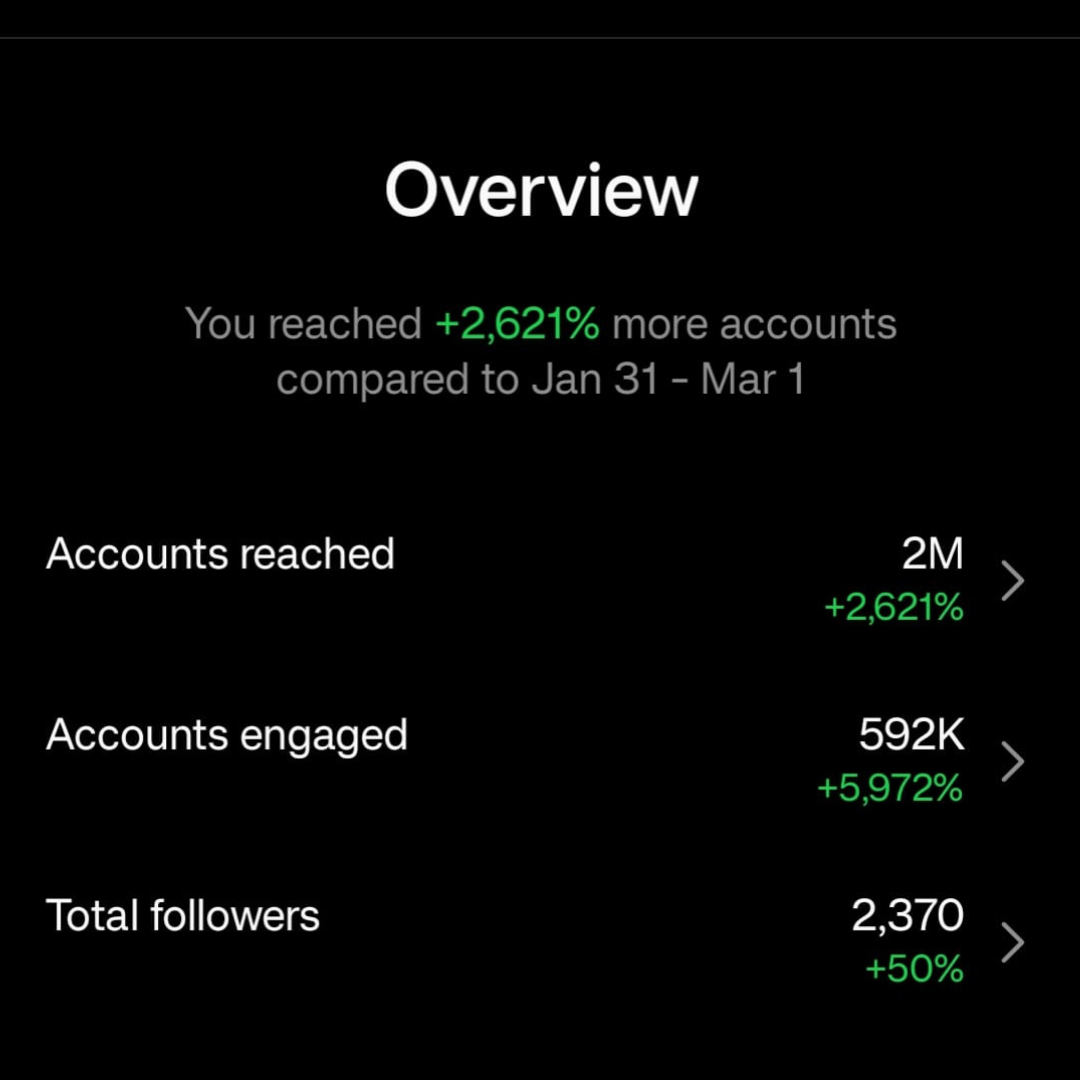 Overview
You reached +2,621% more accounts
compared to Jan 31 - Mar 1
Accounts reached
2M
+2,621%
Accounts engaged
592K
+5,972%
Total followers
2,370
+50%